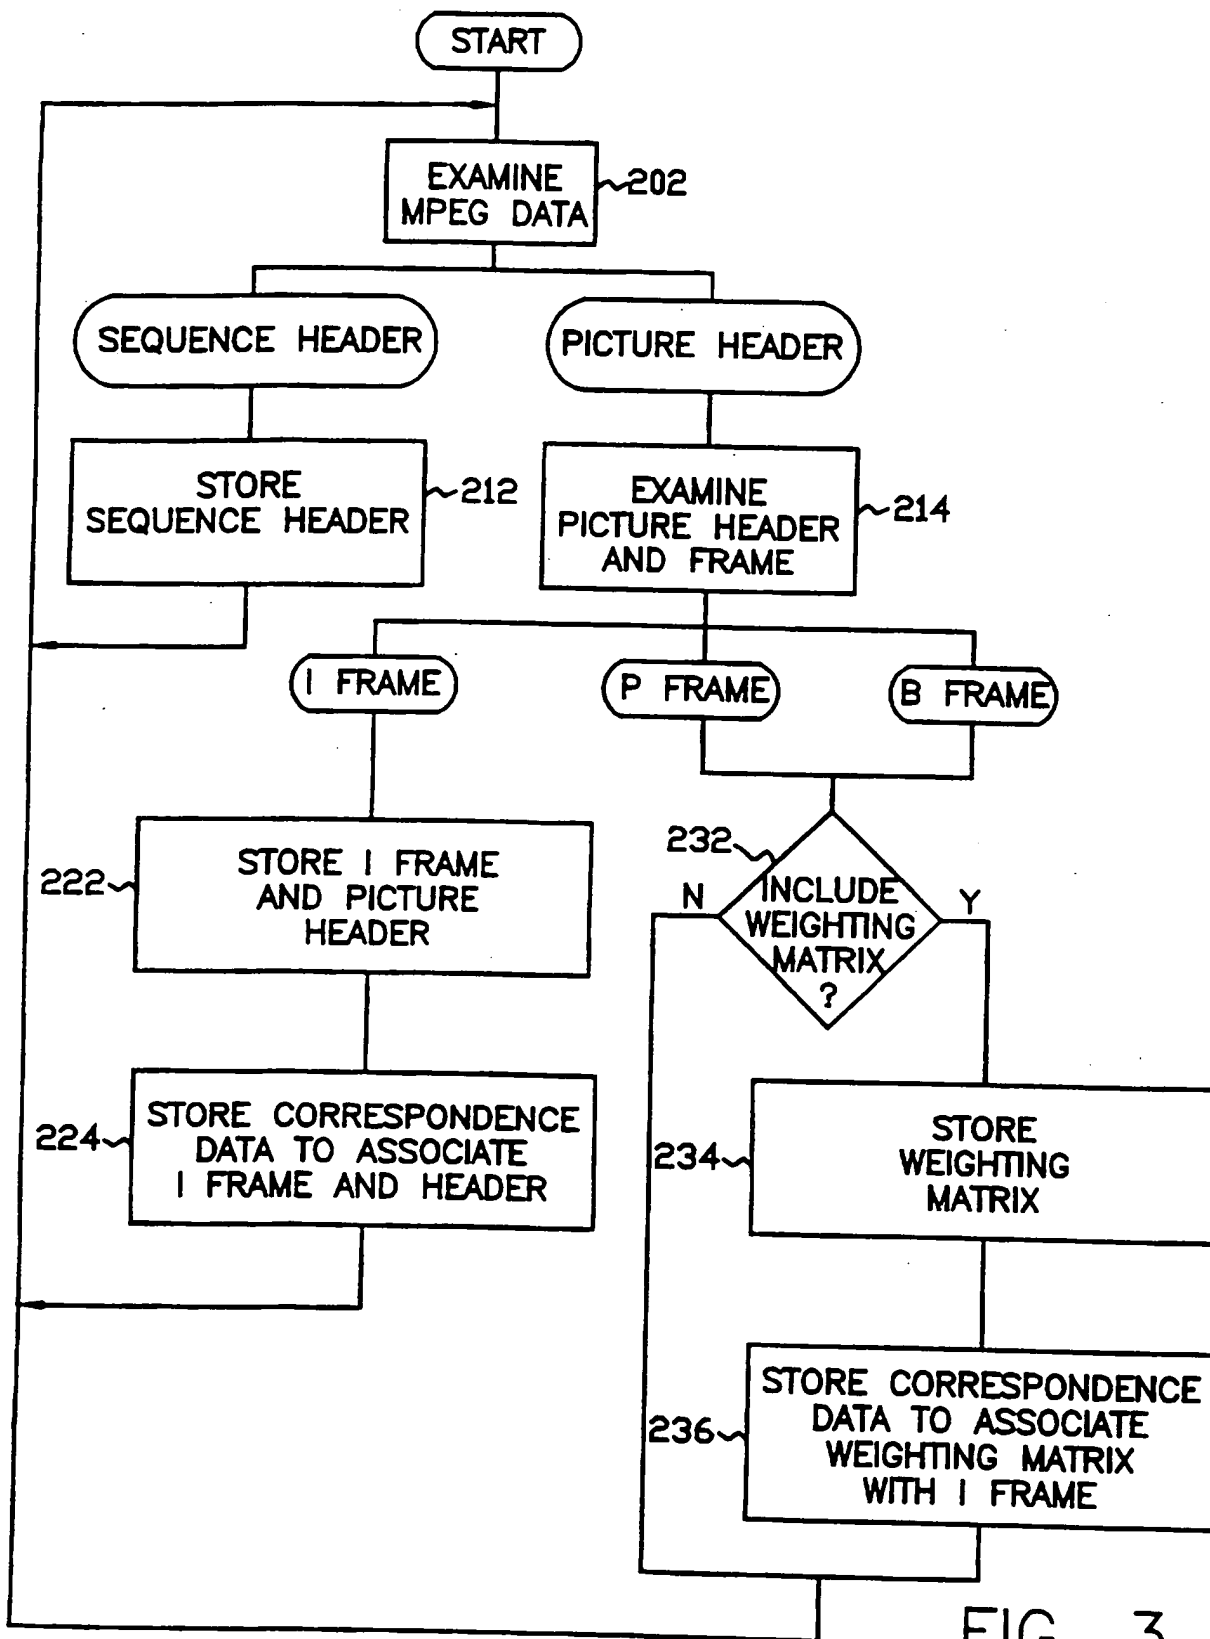 START
EXAMINE
MPEG DATA
202
SEQUENCE HEADER
PICTURE HEADER
STORE
SEQUENCE HEADER
212
EXAMINE
PICTURE HEADER
AND FRAME
214
I FRAME
P FRAME
B FRAME
222
STORE I FRAME
AND PICTURE
HEADER
232
N
INCLUDE
WEIGHTING
MATRIX
?
Y
224
STORE CORRESPONDENCE
DATA TO ASSOCIATE
I FRAME AND HEADER
234
STORE
WEIGHTING
MATRIX
236
STORE CORRESPONDENCE
DATA TO ASSOCIATE
WEIGHTING MATRIX
WITH I FRAME
FIG. 3